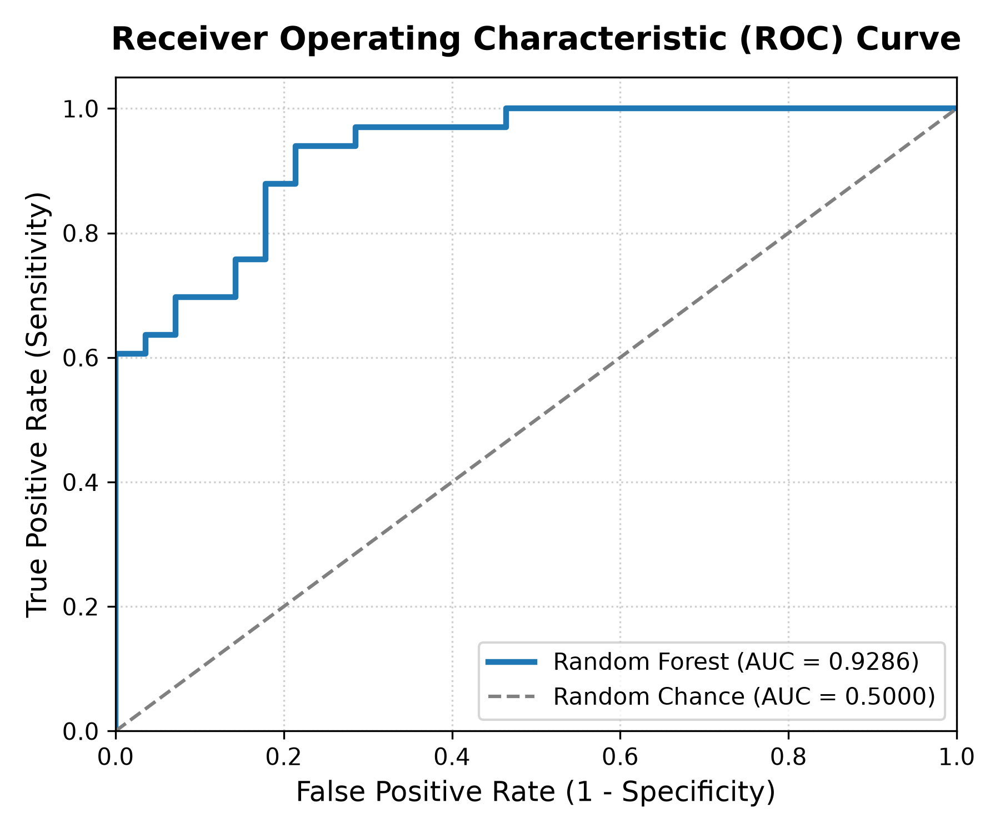 Receiver Operating Characteristic (ROC) Curve
True Positive Rate (Sensitivity)
1.0
0.8
0.6
0.4
0.2
0.0
Random Forest (AUC = 0.9286)
Random Chance (AUC = 0.5000)
0.0 0.2 0.4 0.6 0.8 1.0
False Positive Rate (1 - Specificity)